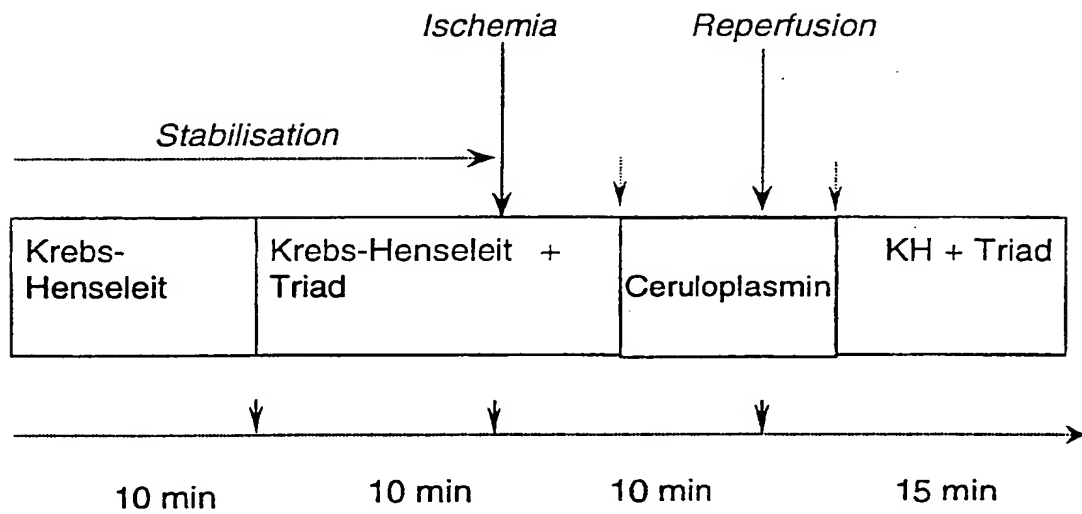 Ischemia
Reperfusion
Stabilisation
Krebs-
Henseleit
Krebs-Henseleit +
Triad
Ceruloplasmin
KH + Triad
10 min
10 min
10 min
15 min